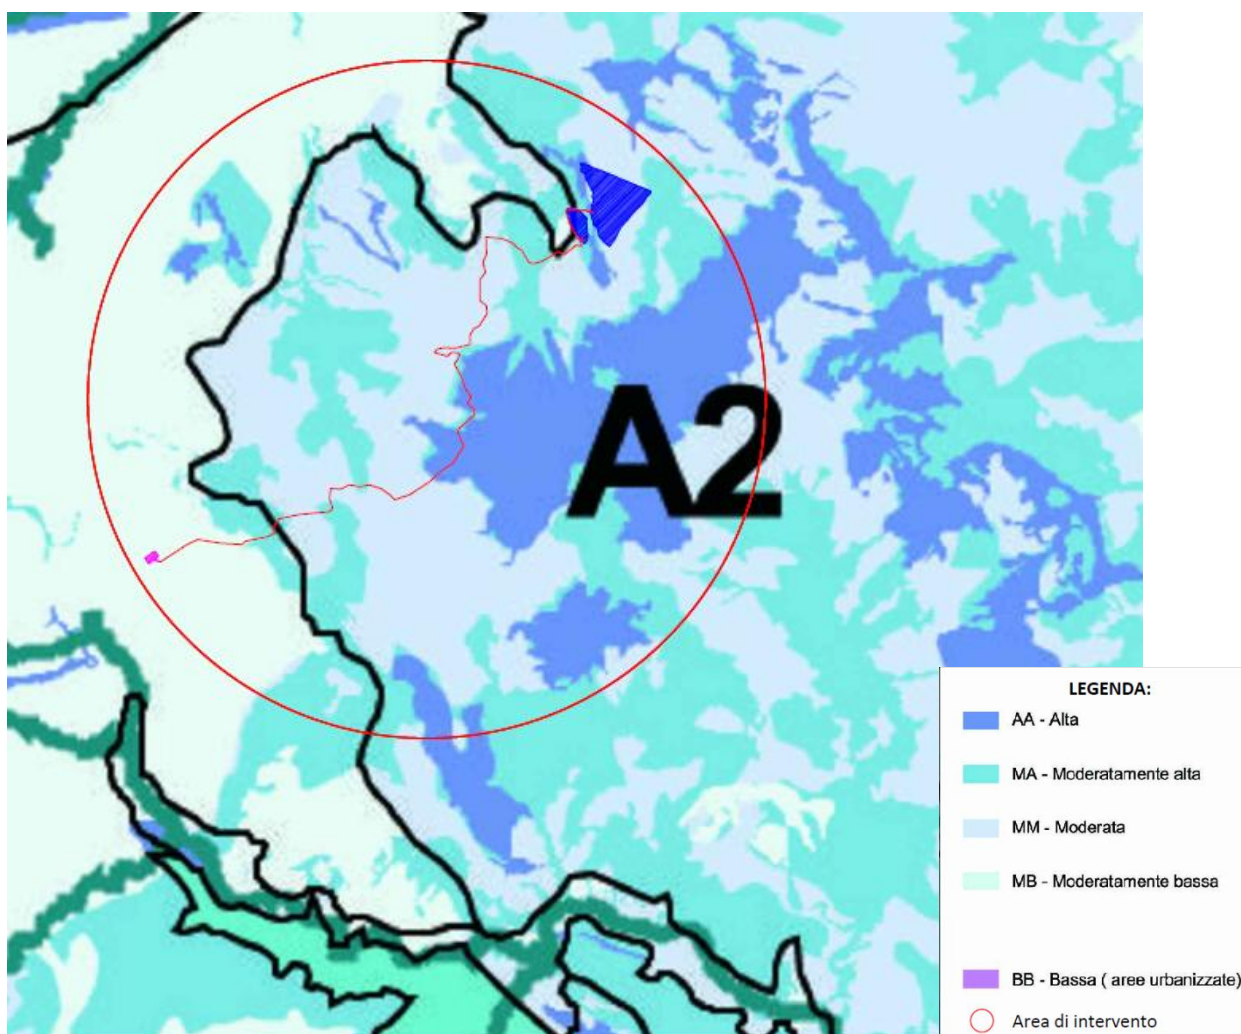 A2
LEGENDA:
AA - Alta
MA - Moderatamente alta
MM - Moderata
MB - Moderatamente bassa
BB - Bassa ( aree urbanizzate)
Area di intervento